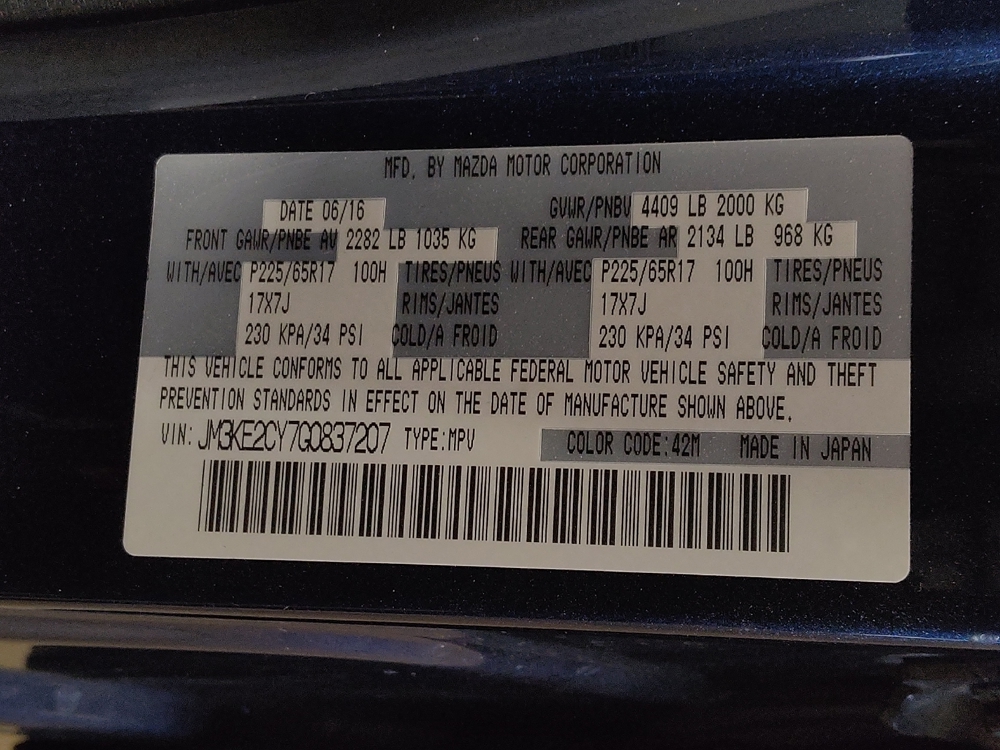 MFD. BY MAZDA MOTOR CORPORATION
DATE 06/16 GVWR/PNBV 4409 LB 2000 KG
FRONT GAWR/PNBE AV 2282 LB 1035 KG REAR GAWR/PNBE AR 2134 LB 968 KG
WITH/AVEC P225/65R17 100H TIRES/PNEUS WITH/AVEC P225/65R17 100H TIRES/PNEUS
17X7J RIMS/JANTES 17X7J RIMS/JANTES
230 KPA/34 PSI COLD/A FROID 230 KPA/34 PSI COLD/A FROID
THIS VEHICLE CONFORMS TO ALL APPLICABLE FEDERAL MOTOR VEHICLE SAFETY AND THEFT
PREVENTION STANDARDS IN EFFECT ON THE DATE OF MANUFACTURE SHOWN ABOVE.
VIN: JM3KE2CY7G0837207 TYPE:MPV COLOR CODE:42M MADE IN JAPAN